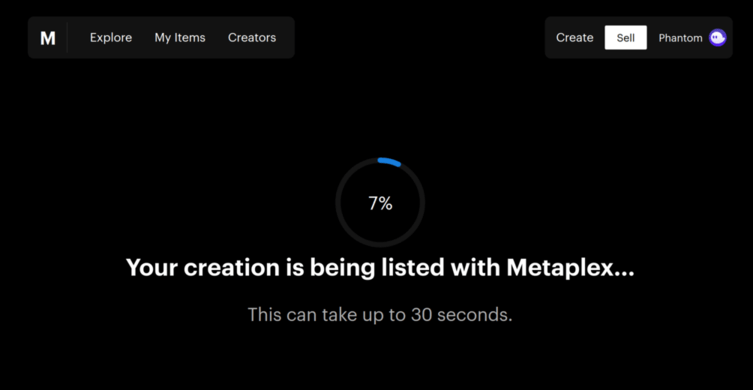 M Explore My Items Creators Create Sell Phantom
7%
Your creation is being listed with Metaplex...
This can take up to 30 seconds.